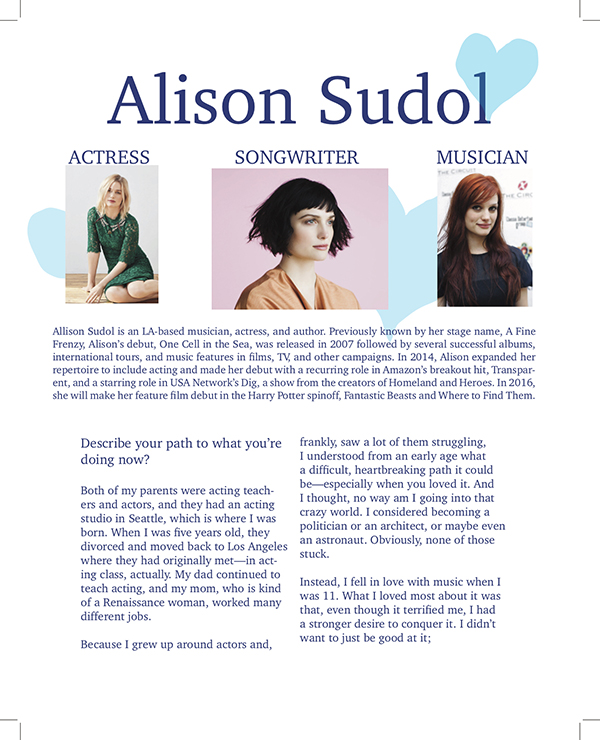 Alison Sudol
ACTRESS
SONGWRITER
MUSICIAN
THE CIRCUIT
THE CIRC
Allison Sudol is an LA-based musician, actress, and author. Previously known by her stage name, A Fine
Frenzy, Alison's debut, One Cell in the Sea, was released in 2007 followed by several successful albums,
international tours, and music features in films, TV, and other campaigns. In 2014, Alison expanded her
repertoire to include acting and made her debut with a recurring role in Amazon's breakout hit, Transpar-
ent, and a starring role in USA Network's Dig, a show from the creators of Homeland and Heroes. In 2016,
she will make her feature film debut in the Harry Potter spinoff, Fantastic Beasts and Where to Find Them.
Describe your path to what you're
doing now?
Both of my parents were acting teach-
ers and actors, and they had an acting
studio in Seattle, which is where I was
born. When I was five years old, they
divorced and moved back to Los Angeles
where they had originally met—in act-
ing class, actually. My dad continued to
teach acting, and my mom, who is kind
of a Renaissance woman, worked many
different jobs.
Because I grew up around actors and,
frankly, saw a lot of them struggling,
I understood from an early age what
a difficult, heartbreaking path it could
be—especially when you loved it. And
I thought, no way am I going into that
crazy world. I considered becoming a
politician or an architect, or maybe even
an astronaut. Obviously, none of those
stuck.
Instead, I fell in love with music when I
was 11. What I loved most about it was
that, even though it terrified me, I had
a stronger desire to conquer it. I didn't
want to just be good at it;